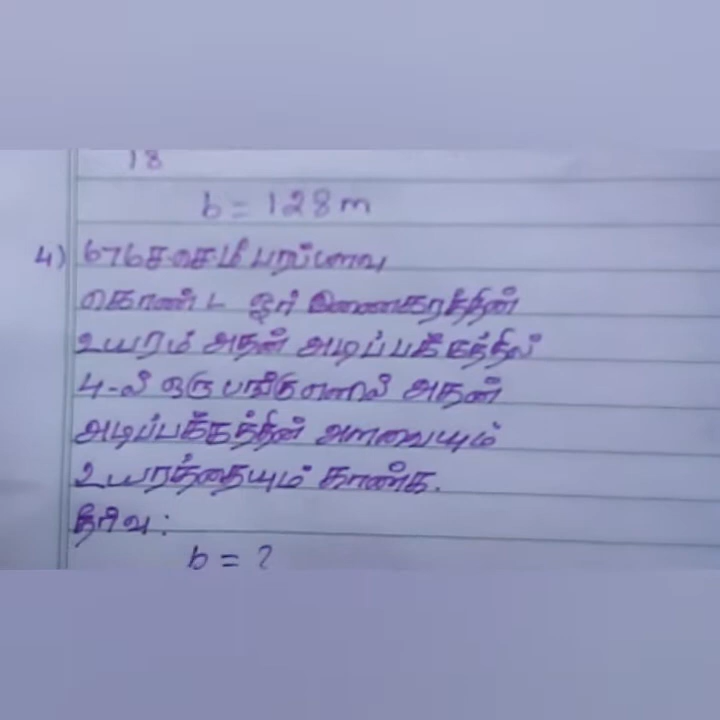 18
b = 128 m
4) 676 ச.செ.மீ பரப்பளவு
கொண்ட ஓர் இணைகரத்தின்
உயரம் அதன் அடிப்பக்கத்தில்
4-ல் ஒரு பங்கு எனில் அதன்
அடிப்பக்கத்தின் அளவையும்
உயரத்தையும் காண்க.
தீர்வு:
b = ?